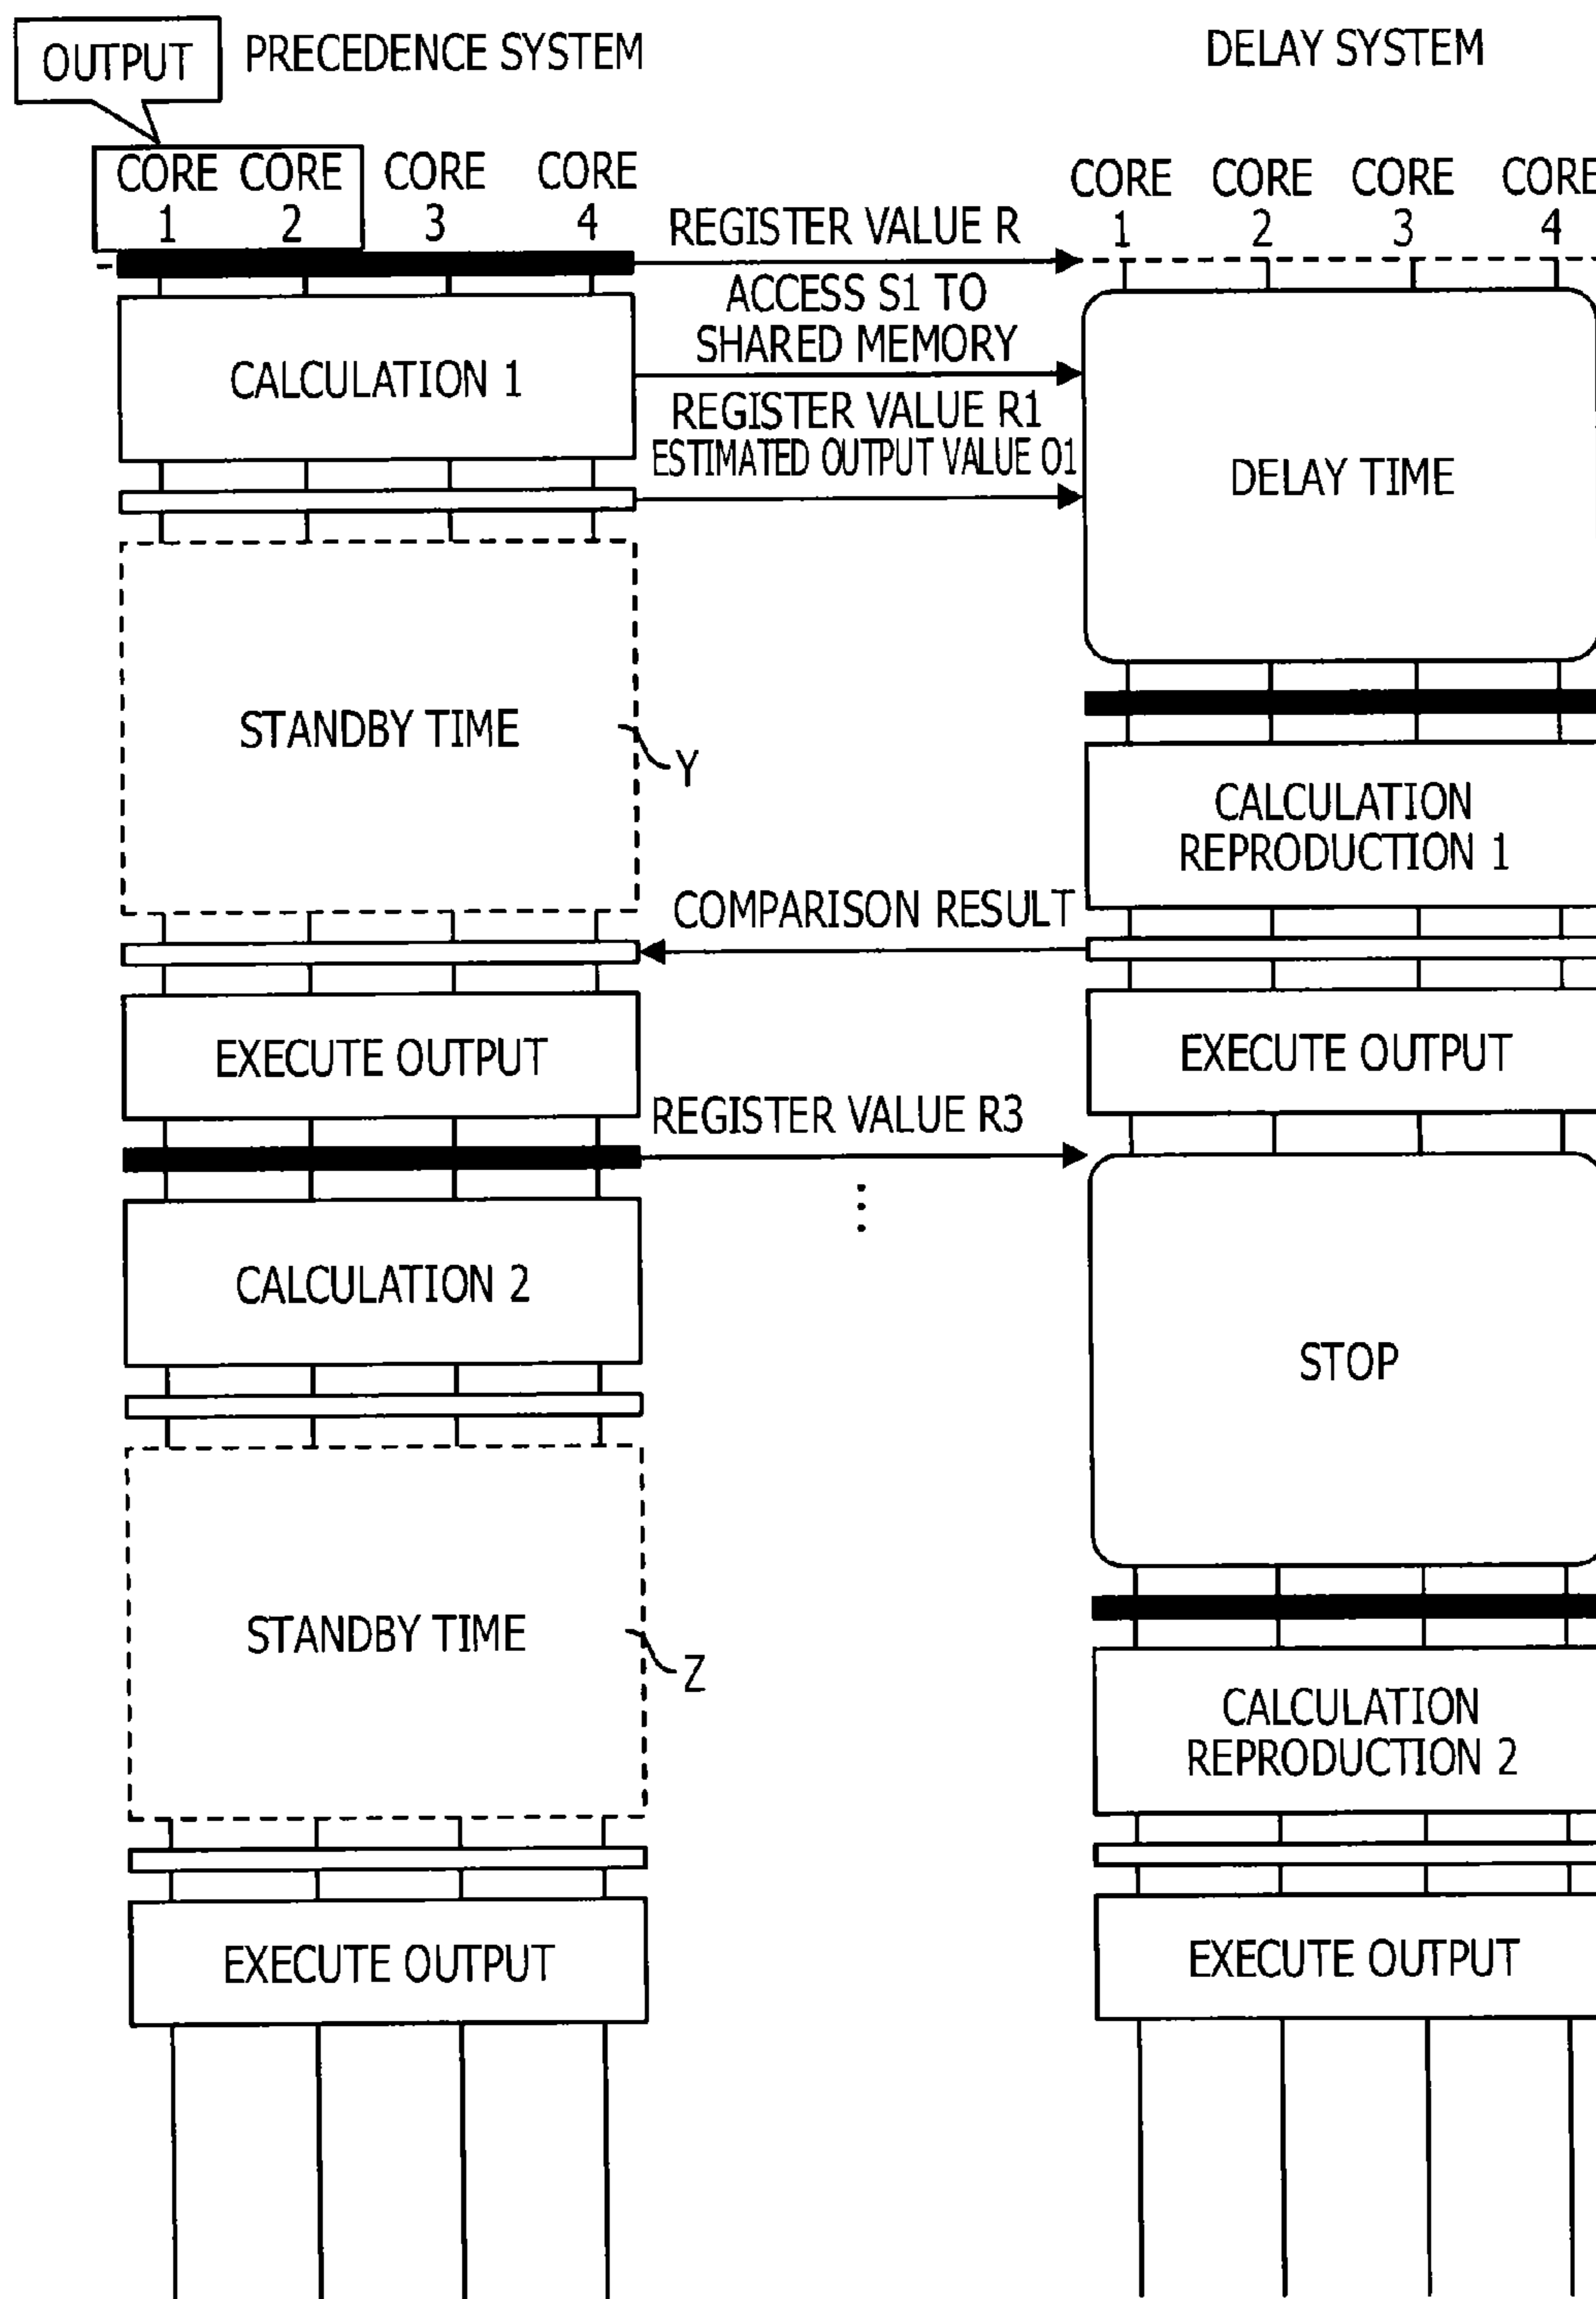 OUTPUT
PRECEDENCE SYSTEM
DELAY SYSTEM
CORE 1
CORE 2
CORE 3
CORE 4
CORE 1
CORE 2
CORE 3
CORE 4
REGISTER VALUE R
ACCESS S1 TO
SHARED MEMORY
CALCULATION 1
REGISTER VALUE R1
ESTIMATED OUTPUT VALUE O1
DELAY TIME
STANDBY TIME
Y
CALCULATION
REPRODUCTION 1
COMPARISON RESULT
EXECUTE OUTPUT
EXECUTE OUTPUT
REGISTER VALUE R3
CALCULATION 2
STOP
STANDBY TIME
Z
CALCULATION
REPRODUCTION 2
EXECUTE OUTPUT
EXECUTE OUTPUT